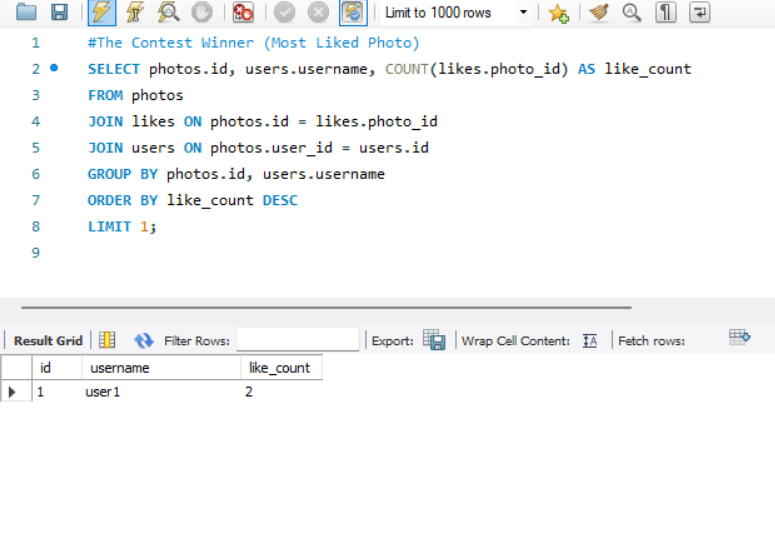 Limit to 1000 rows
1 #The Contest Winner (Most Liked Photo)
2 SELECT photos.id, users.username, COUNT(likes.photo_id) AS like_count
3 FROM photos
4 JOIN likes ON photos.id = likes.photo_id
5 JOIN users ON photos.user_id = users.id
6 GROUP BY photos.id, users.username
7 ORDER BY like_count DESC
8 LIMIT 1;
9
Result Grid Filter Rows: Export: Wrap Cell Content: IA Fetch rows:
id username like_count
1 user1 2